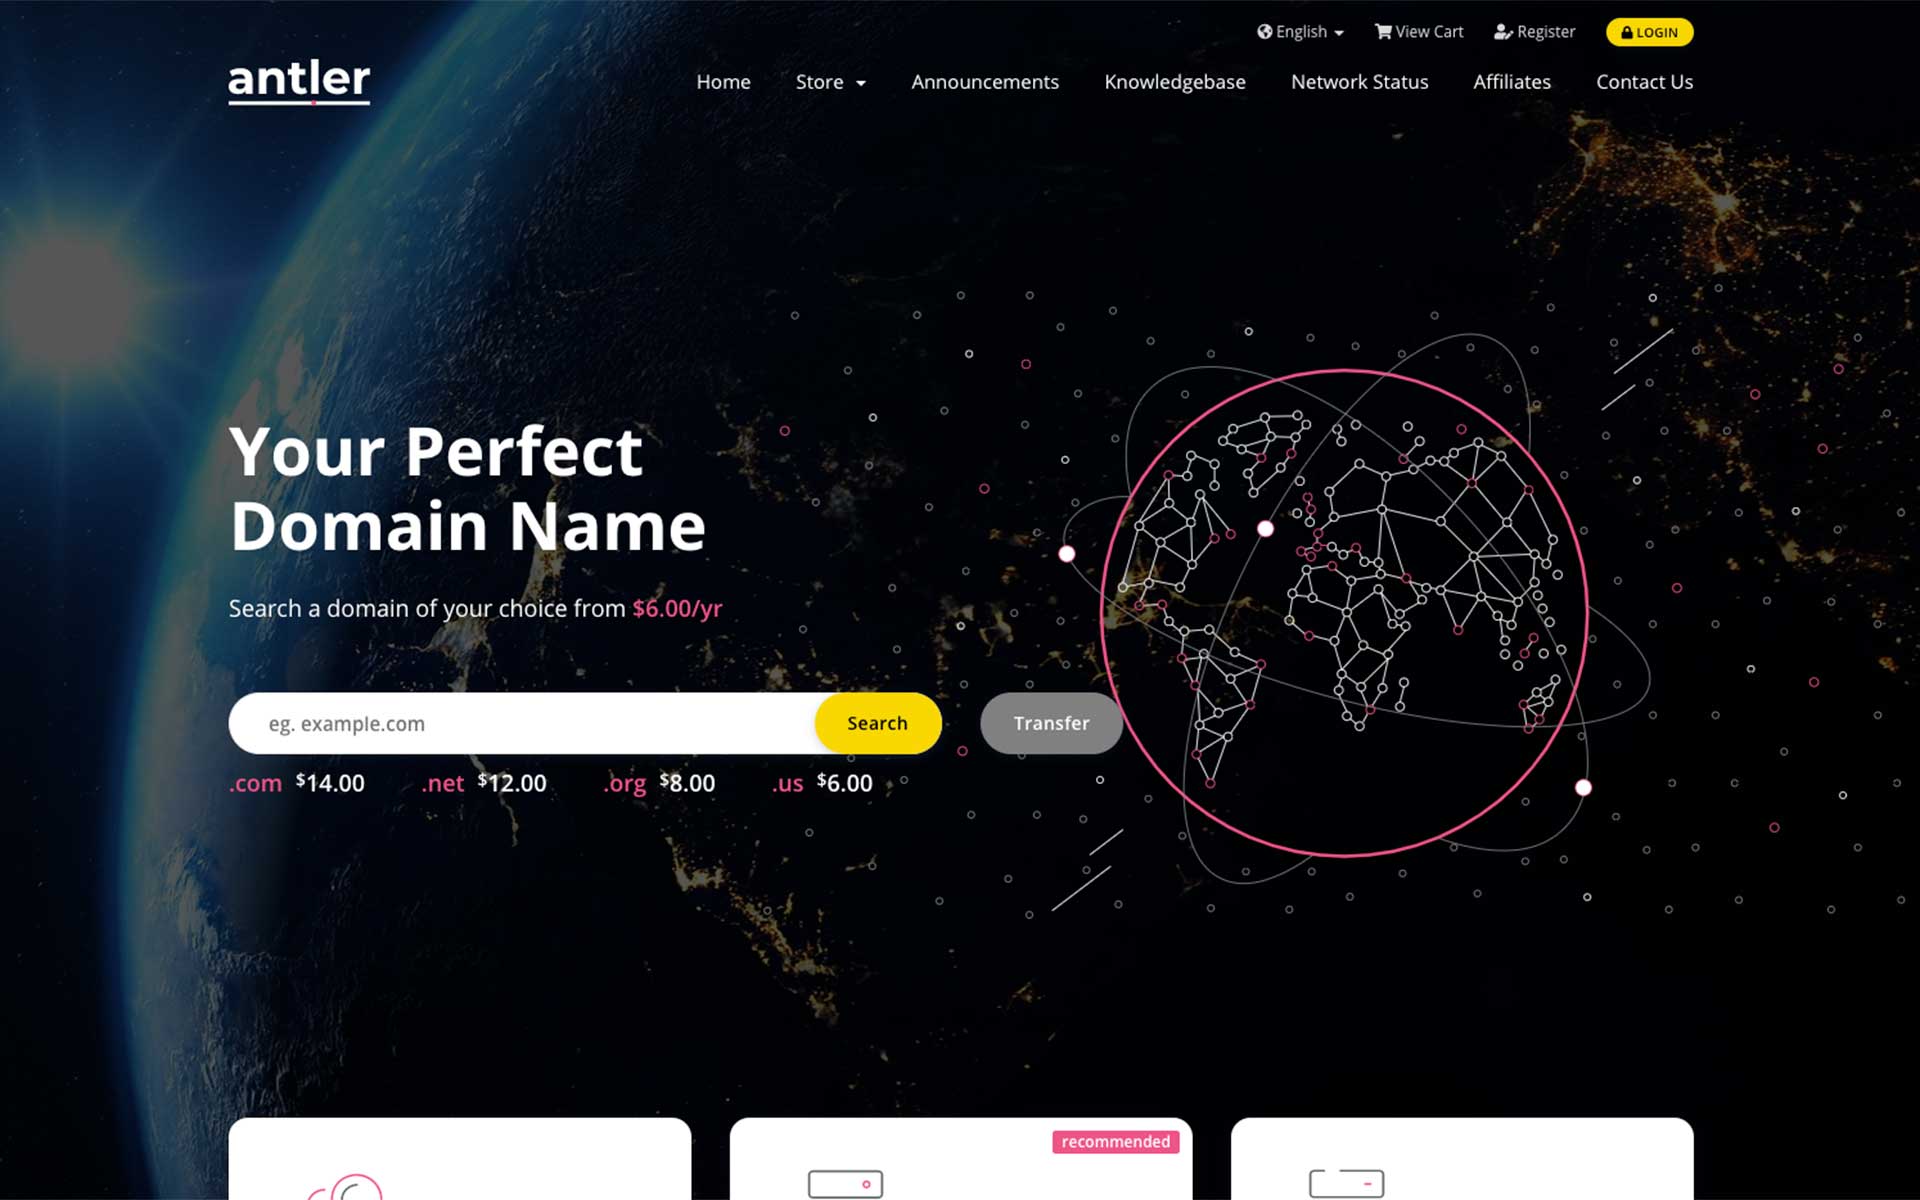 English View Cart Register LOGIN
antler
Home Store Announcements Knowledgebase Network Status Affiliates Contact Us
Your Perfect
Domain Name
Search a domain of your choice from $6.00/yr
eg. example.com Search Transfer
.com $14.00 .net $12.00 .org $8.00 .us $6.00
recommended